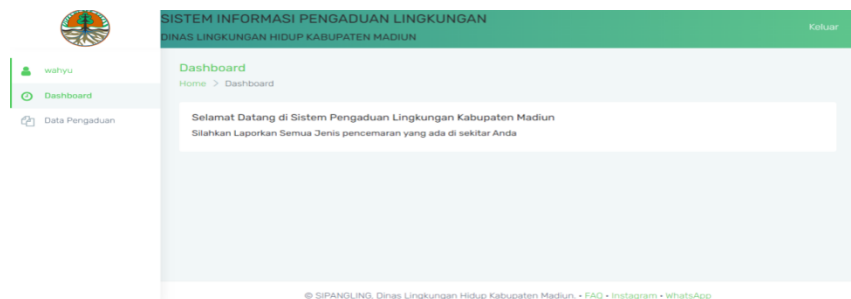 SISTEM INFORMASI PENGADUAN LINGKUNGAN
DINAS LINGKUNGAN HIDUP KABUPATEN MADIUN
Keluar
wahyu
Dashboard
Data Pengaduan
Dashboard
Home > Dashboard
Selamat Datang di Sistem Pengaduan Lingkungan Kabupaten Madiun
Silahkan Laporkan Semua Jenis pencemaran yang ada di sekitar Anda
© SIPANGLING, Dinas Lingkungan Hidup Kabupaten Madiun. • FAQ • Instagram • WhatsApp